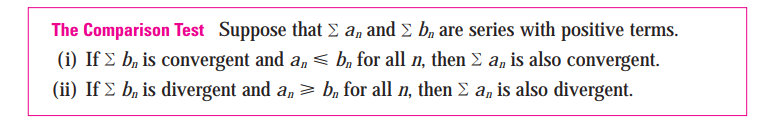 The Comparison Test Suppose that Σ aₙ and Σ bₙ are series with positive terms.
(i) If Σ bₙ is convergent and aₙ ≤ bₙ for all n, then Σ aₙ is also convergent.
(ii) If Σ bₙ is divergent and aₙ ≥ bₙ for all n, then Σ aₙ is also divergent.